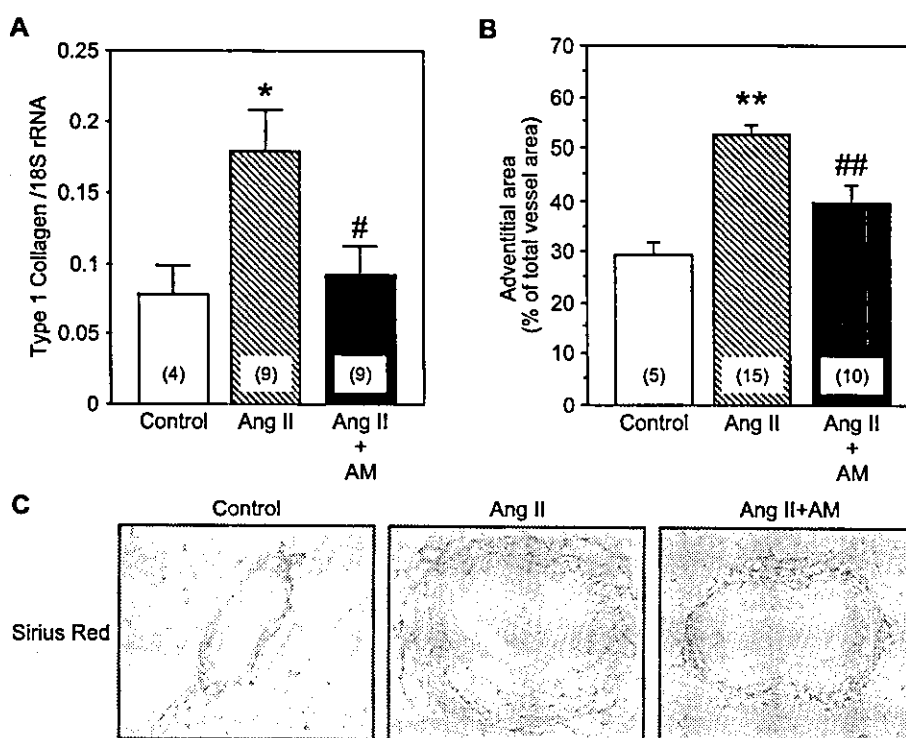 A
Type 1 Collagen /18S rRNA
0.25
0.2
0.15
0.1
0.05
0
*
#
(4)
(9)
(9)
Control
Ang II
Ang II
+
AM
B
Adventitial area
(% of total vessel area)
70
60
50
40
30
20
10
0
**
##
(5)
(15)
(10)
Control
Ang II
Ang II
+
AM
C
Control
Ang II
Ang II+AM
Sirius Red